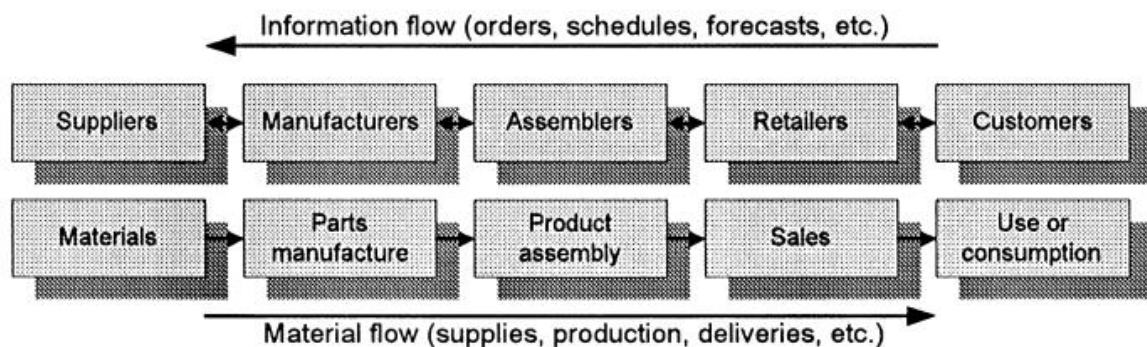 Information flow (orders, schedules, forecasts, etc.)
Suppliers
Manufacturers
Assemblers
Retailers
Customers
Materials
Parts
manufacture
Product
assembly
Sales
Use or
consumption
Material flow (supplies, production, deliveries, etc.)